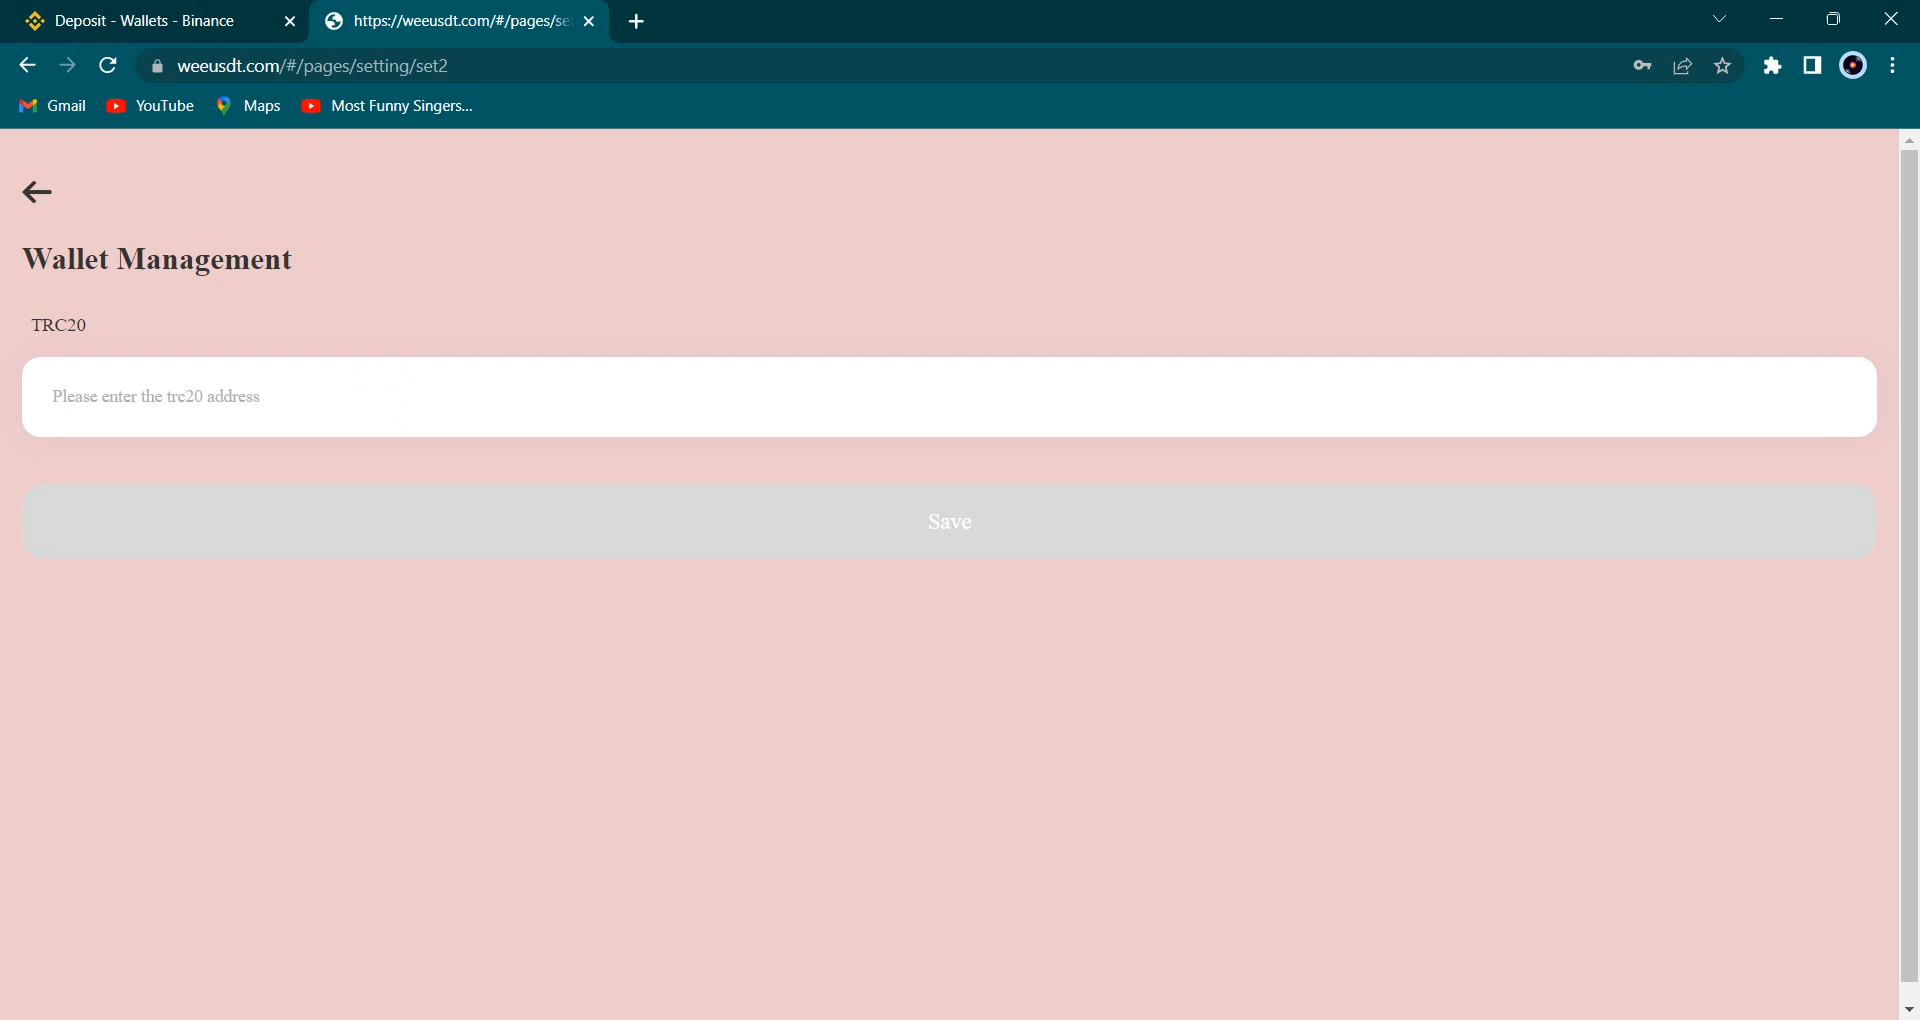 Deposit - Wallets - Binance
https://weeusdt.com/#/pages/se
weeusdt.com/#/pages/setting/set2
Gmail YouTube Maps Most Funny Singers...
Wallet Management
TRC20
Please enter the trc20 address
Save